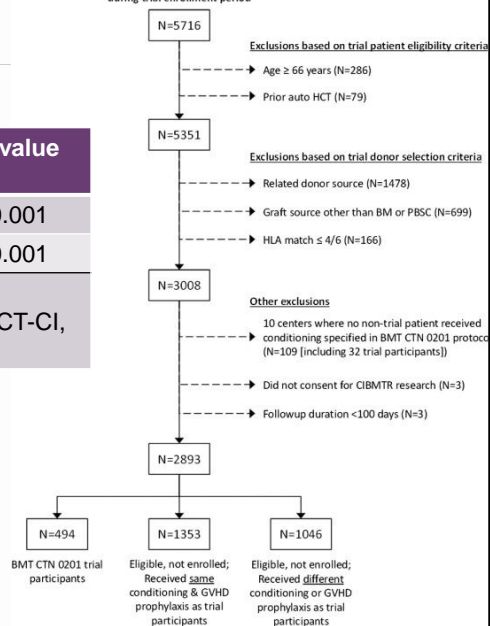 during trial enrollment period
N=5716
Exclusions based on trial patient eligibility criteria
Age ≥ 66 years (N=286)
Prior auto HCT (N=79)
N=5351
value
0.001
0.001
CT-CI,
Exclusions based on trial donor selection criteria
Related donor source (N=1478)
Graft source other than BM or PBSC (N=699)
HLA match ≤ 4/6 (N=166)
N=3008
Other exclusions
10 centers where no non-trial patient received
conditioning specified in BMT CTN 0201 protoco
(N=109 [including 32 trial participants])
Did not consent for CIBMTR research (N=3)
Followup duration <100 days (N=3)
N=2893
N=494
BMT CTN 0201 trial
participants
N=1353
Eligible, not enrolled;
Received same
conditioning & GVHD
prophylaxis as trial
participants
N=1046
Eligible, not enrolled;
Received different
conditioning or GVHD
prophylaxis as trial
participants